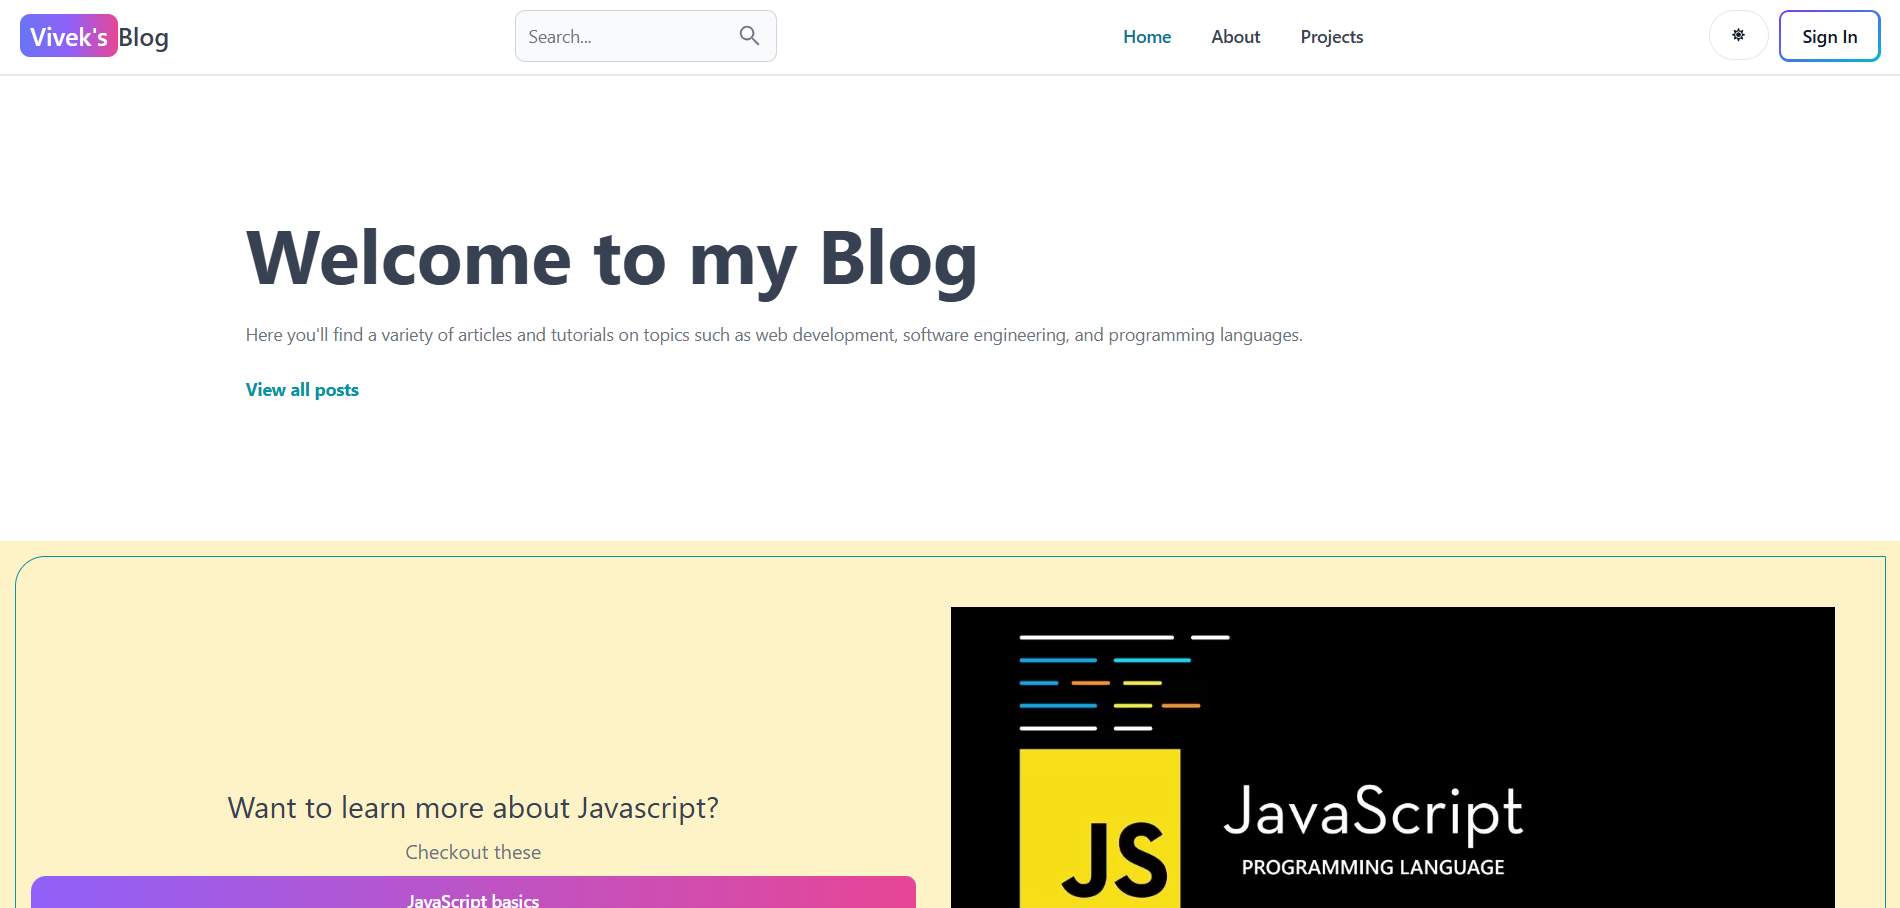 Vivek's Blog
Search...
Home
About
Projects
Sign In
Welcome to my Blog
Here you'll find a variety of articles and tutorials on topics such as web development, software engineering, and programming languages.
View all posts
Want to learn more about Javascript?
Checkout these
JavaScript basics
JS
JavaScript
PROGRAMMING LANGUAGE